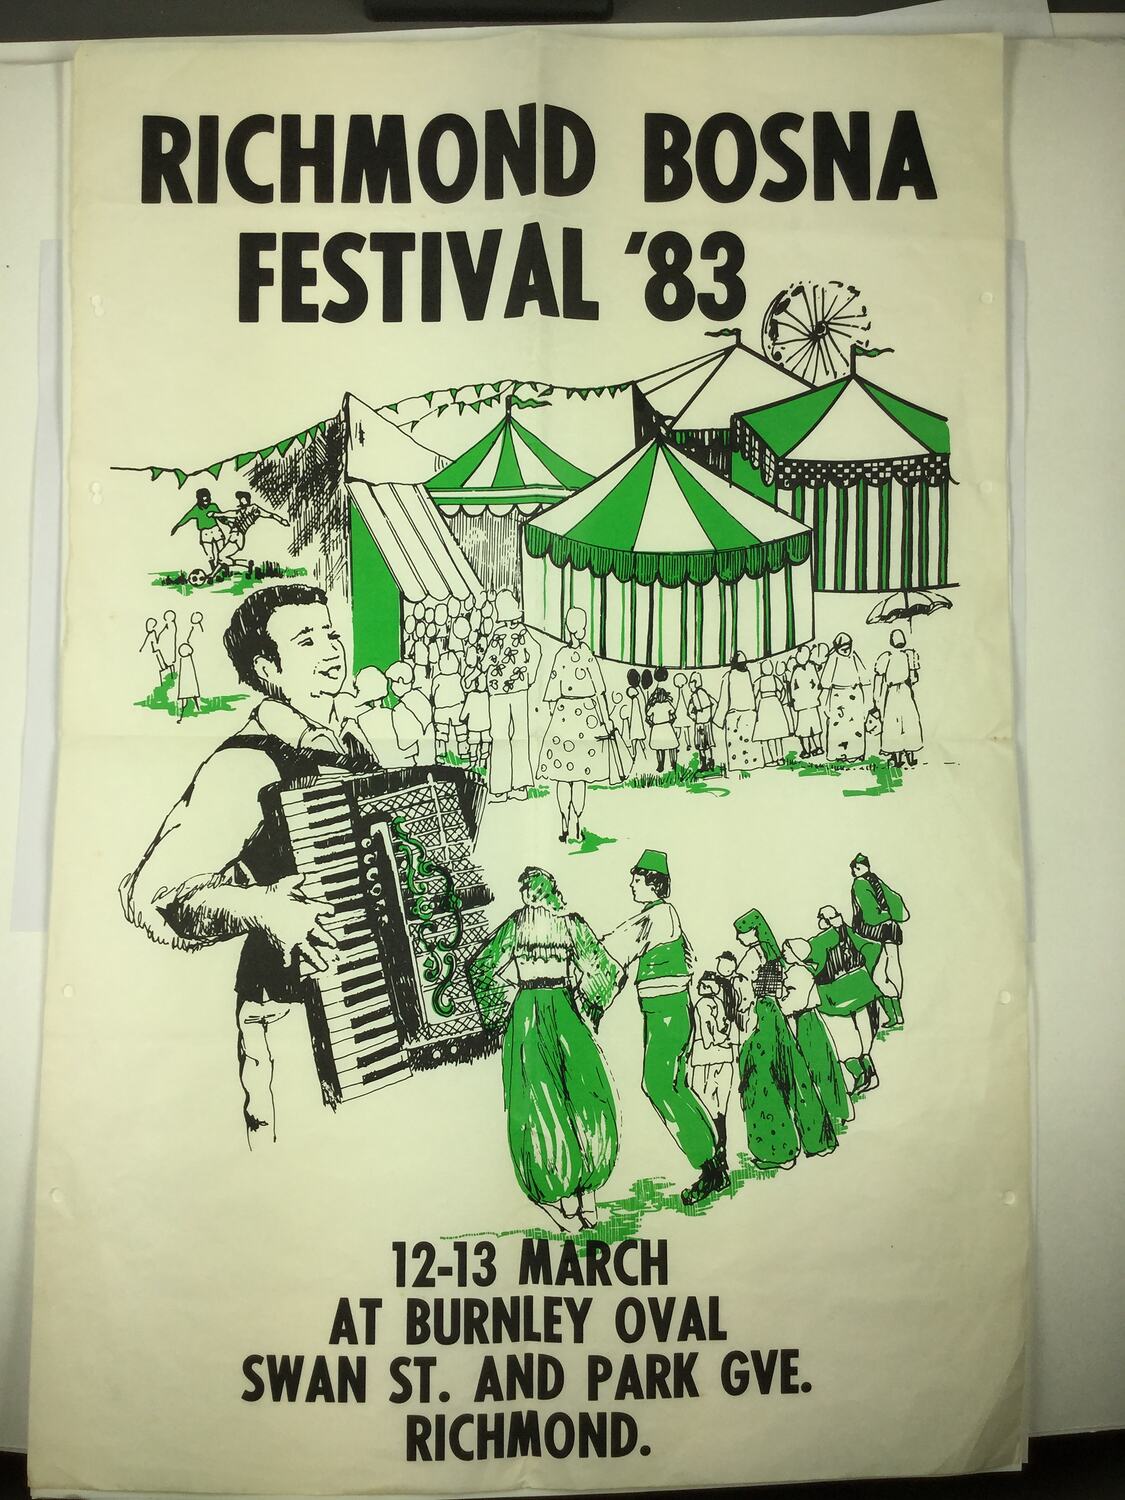 RICHMOND BOSNA
FESTIVAL '83
12-13 MARCH
AT BURNLEY OVAL
SWAN ST. AND PARK GVE.
RICHMOND.